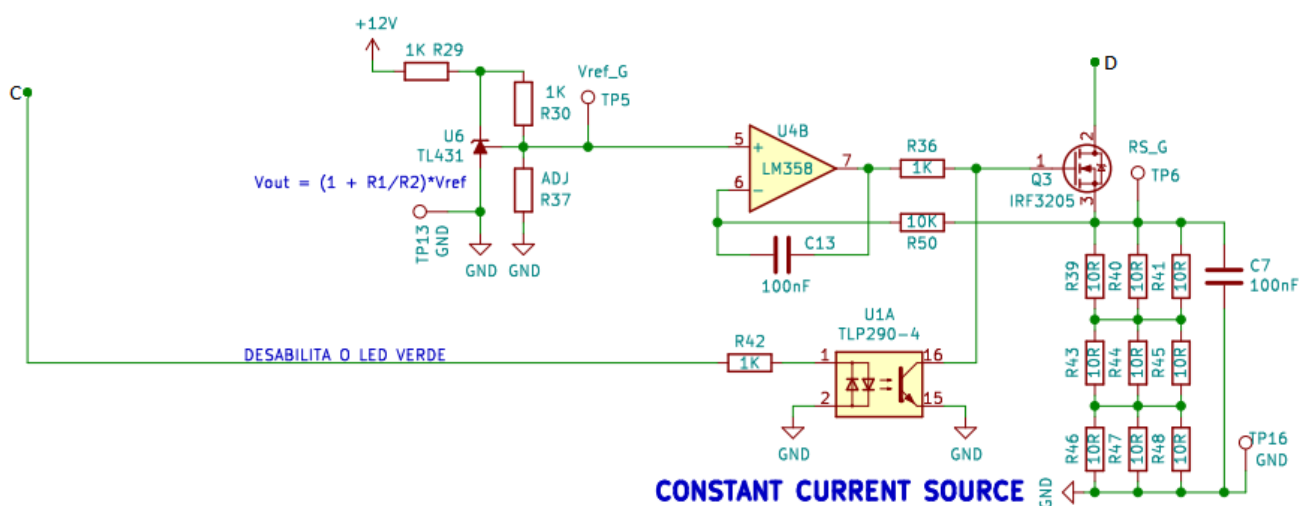 +12V
1K R29
C
1K
R30
Vref_G
TP5
U6
TL431
Vout = (1 + R1/R2)*Vref
ADJ
R37
TP13
GND
GND
GND
5
+
6
−
7
U4B
LM358
R36
1K
10K
R50
C13
100nF
D
2
1
3
Q3
IRF3205
RS_G
TP6
R39
10R
R40
10R
R41
10R
C7
100nF
R43
10R
R44
10R
R45
10R
R46
10R
R47
10R
R48
10R
TP16
GND
GND
DESABILITA O LED VERDE
R42
1K
U1A
TLP290-4
1
16
2
15
GND
GND
CONSTANT CURRENT SOURCE